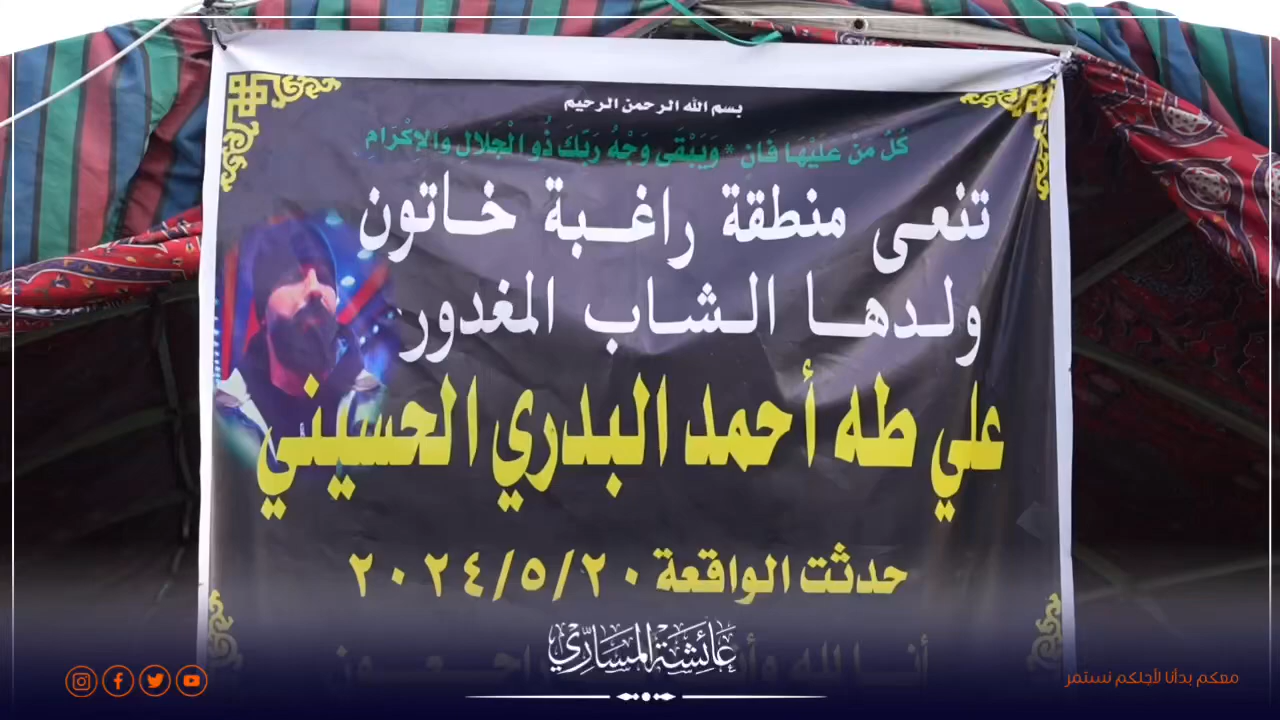 بسم الله الرحمن الرحيم
كُلُّ مَنْ عَلَيْهَا فَانٍ * وَيَبْقَى وَجْهُ رَبِّكَ ذُو الْجَلَالِ وَالإِكْرَامِ
تنعى منطقة راغبة خاتون
ولدها الشاب المغدور
علي طه أحمد البدري الحسيني
حدثت الواقعة ٢٠٢٤/٥/٢٠
عائشة المساري
معكم بدأنا لأجلكم نستمر